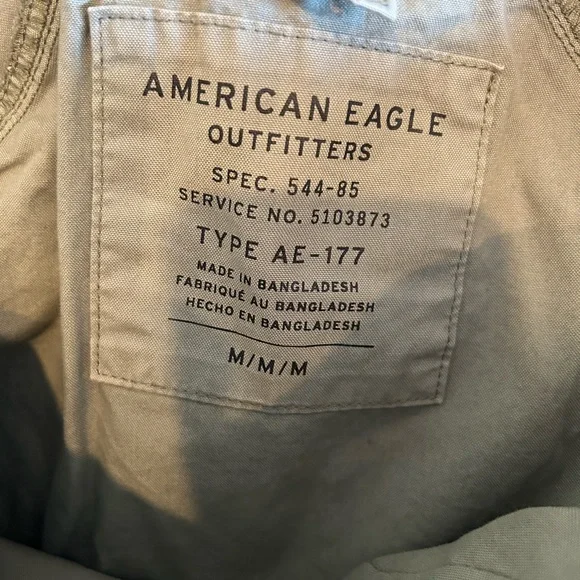 AMERICAN EAGLE
OUTFITTERS
SPEC. 544-85
SERVICE NO. 5103873
TYPE AE-177
MADE IN BANGLADESH
FABRIQUÉ AU BANGLADESH
HECHO EN BANGLADESH
M/M/M